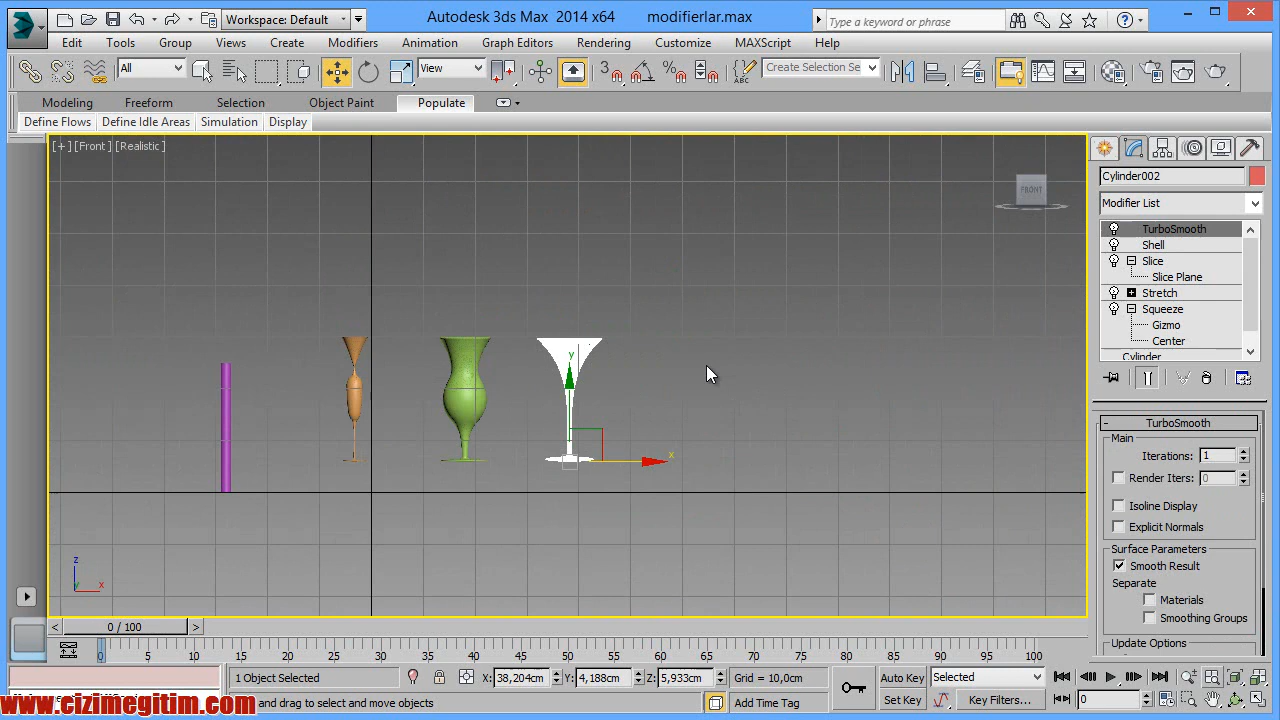 Workspace: Default
Autodesk 3ds Max 2014 x64 modifierlar.max
Type a keyword or phrase
Edit Tools Group Views Create Modifiers Animation Graph Editors Rendering Customize MAXScript Help
All View 3 ABC Create Selection Se
Modeling Freeform Selection Object Paint Populate
Define Flows Define Idle Areas Simulation Display
[+] [Front] [Realistic]
FRONT
Cylinder002
Modifier List
TurboSmooth
Shell
Slice
Slice Plane
Stretch
Squeeze
Gizmo
Center
Cylinder
y
x
z
y x
- TurboSmooth
Main
Iterations: 1
Render Iters: 0
Isoline Display
Explicit Normals
Surface Parameters
Smooth Result
Separate
Materials
Smoothing Groups
Update Options
< 0 / 100 >
0 5 10 15 20 25 30 35 40 45 50 55 60 65 70 75 80 85 90 95 100
1 Object Selected X: 38,204cm Y: 4,188cm Z: 5,933cm Grid = 10,0cm Auto Key Selected
and drag to select and move objects Add Time Tag Set Key Key Filters... 0
www.cizimegitim.com